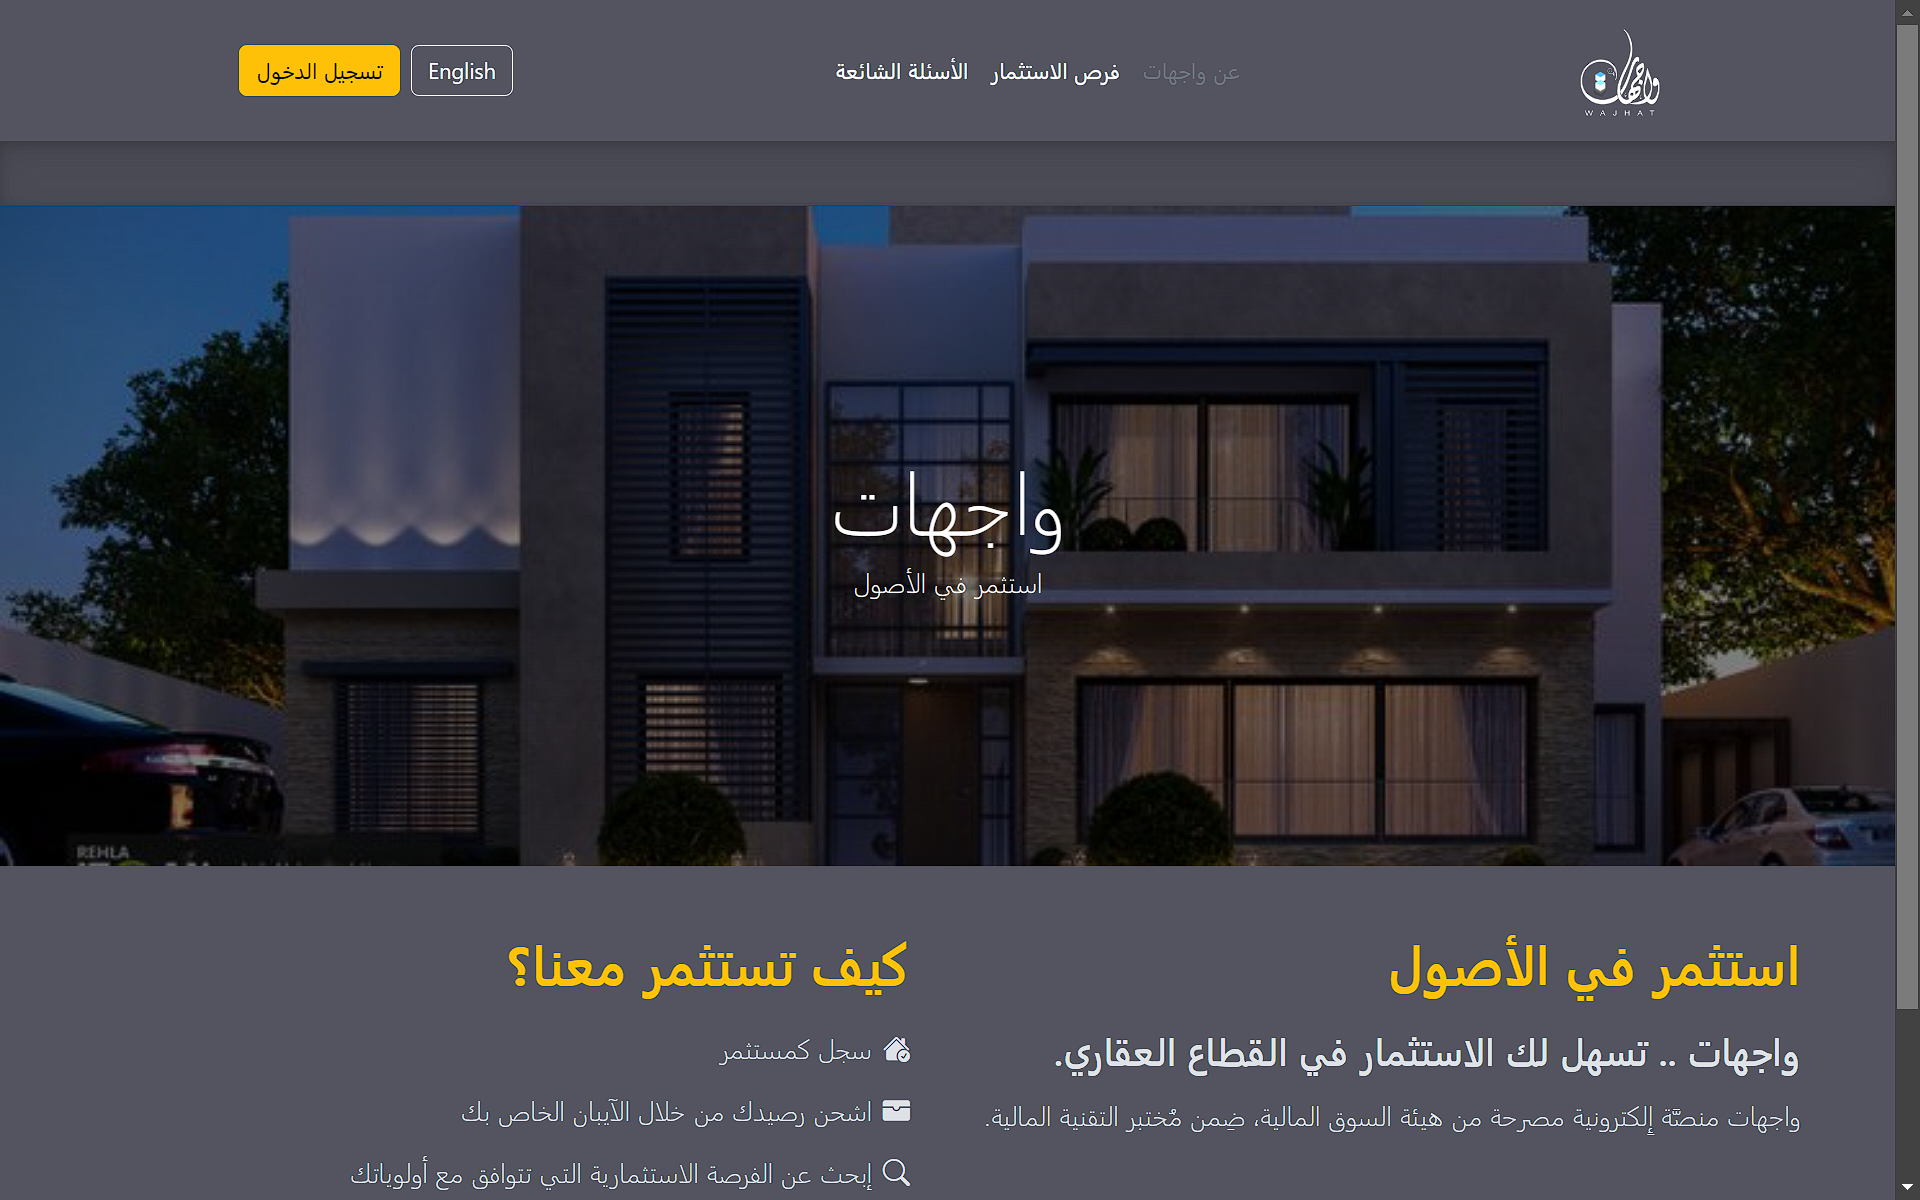 واجهات
WAJHAT
عن واجهات
فرص الاستثمار
الأسئلة الشائعة
English
تسجيل الدخول
واجهات
استثمر في الأصول
REHLA
استثمر في الأصول
واجهات .. تسهل لك الاستثمار في القطاع العقاري.
واجهات منصَّة إلكترونية مصرحة من هيئة السوق المالية، ضِمن مُختبر التقنية المالية.
كيف تستثمر معنا؟
سجل كمستثمر
اشحن رصيدك من خلال الآيبان الخاص بك
إبحث عن الفرصة الاستثمارية التي تتوافق مع أولوياتك